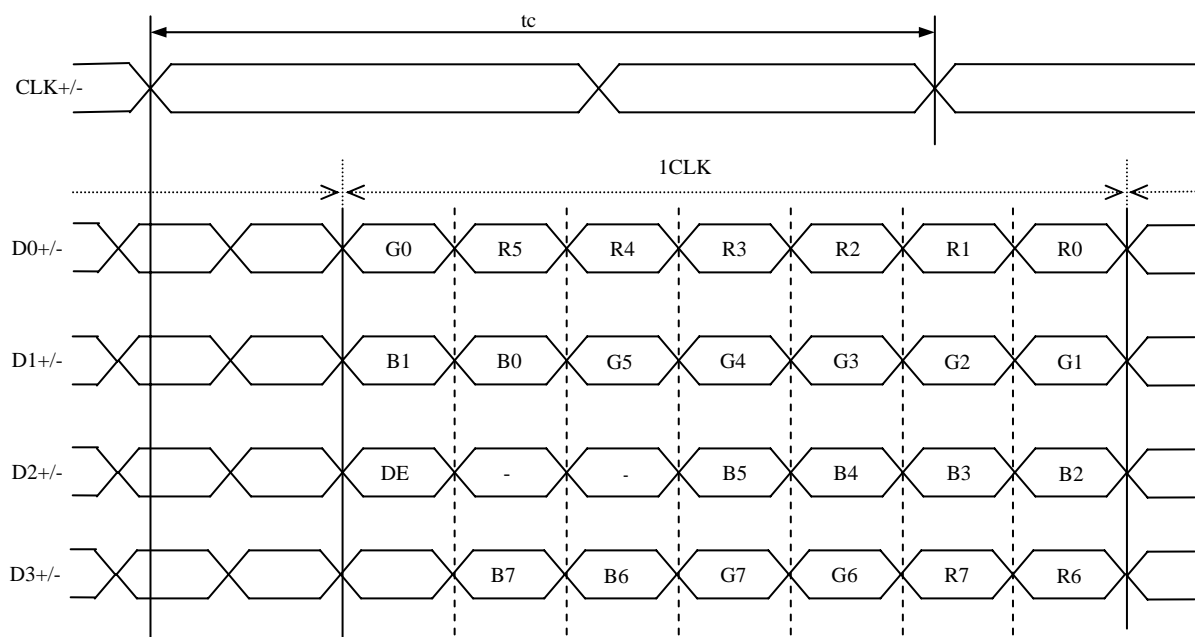 tc
CLK+/-
1CLK
D0+/- G0 R5 R4 R3 R2 R1 R0
D1+/- B1 B0 G5 G4 G3 G2 G1
D2+/- DE - - B5 B4 B3 B2
D3+/- B7 B6 G7 G6 R7 R6